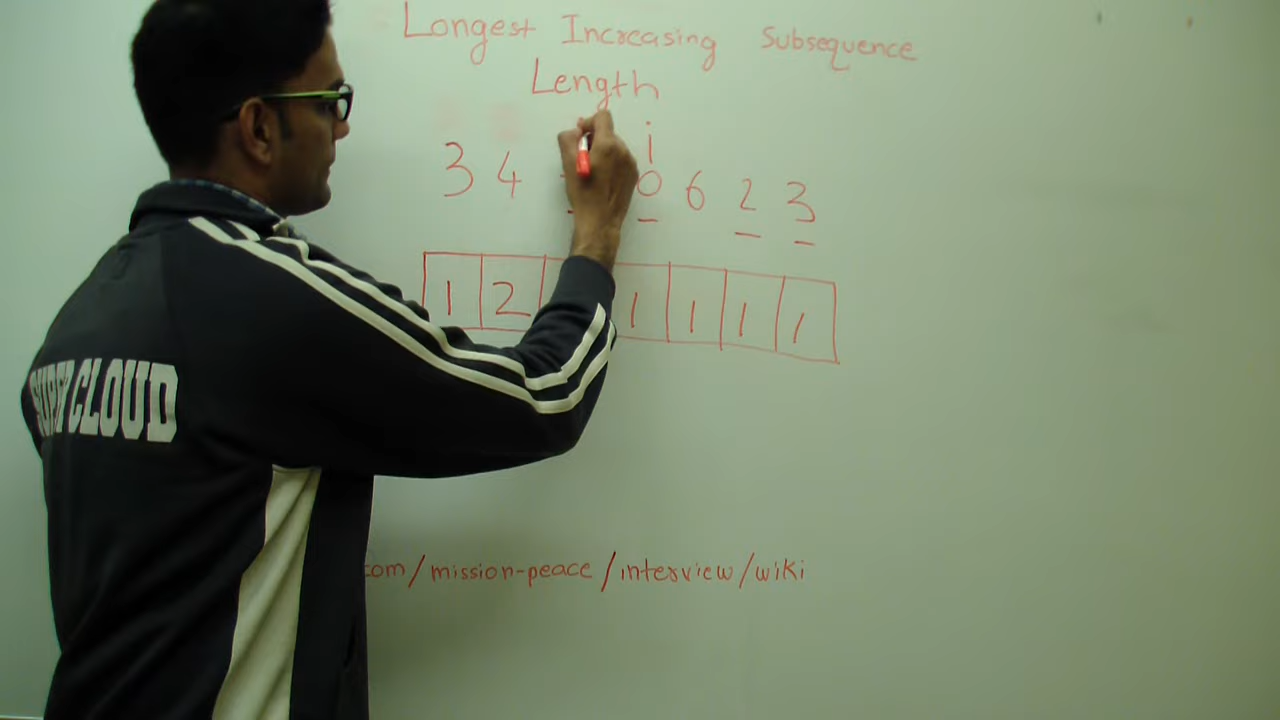 Longest Increasing Subsequence
Length
i
3 4 0 6 2 3
1 2 1 1 1 1
com/mission-peace/interview/wiki
SUPER CLOUD